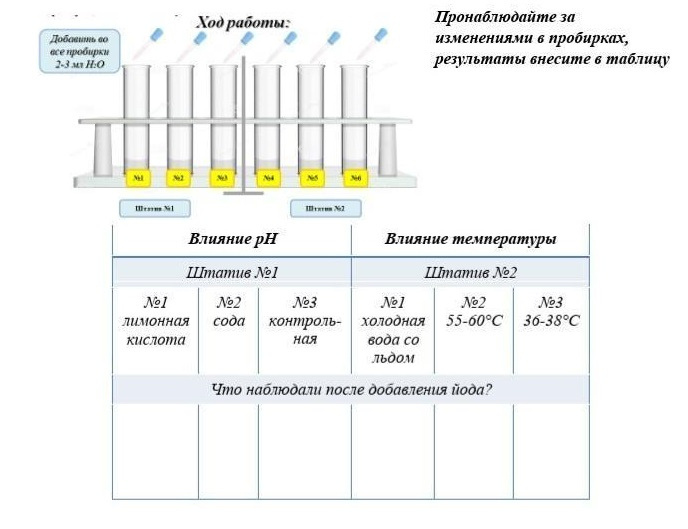 Ход работы:
Добавить во
все пробирки
2-3 мл H₂O
Пронаблюдайте за
изменениями в пробирках,
результаты внесите в таблицу
№1 №2 №3 №4 №5 №6
Штатив №1 Штатив №2
Влияние pH Влияние температуры
Штатив №1 Штатив №2
№1
лимонная
кислота
№2
сода
№3
контроль-
ная
№1
холодная
вода со
льдом
№2
55-60°С
№3
36-38°С
Что наблюдали после добавления йода?